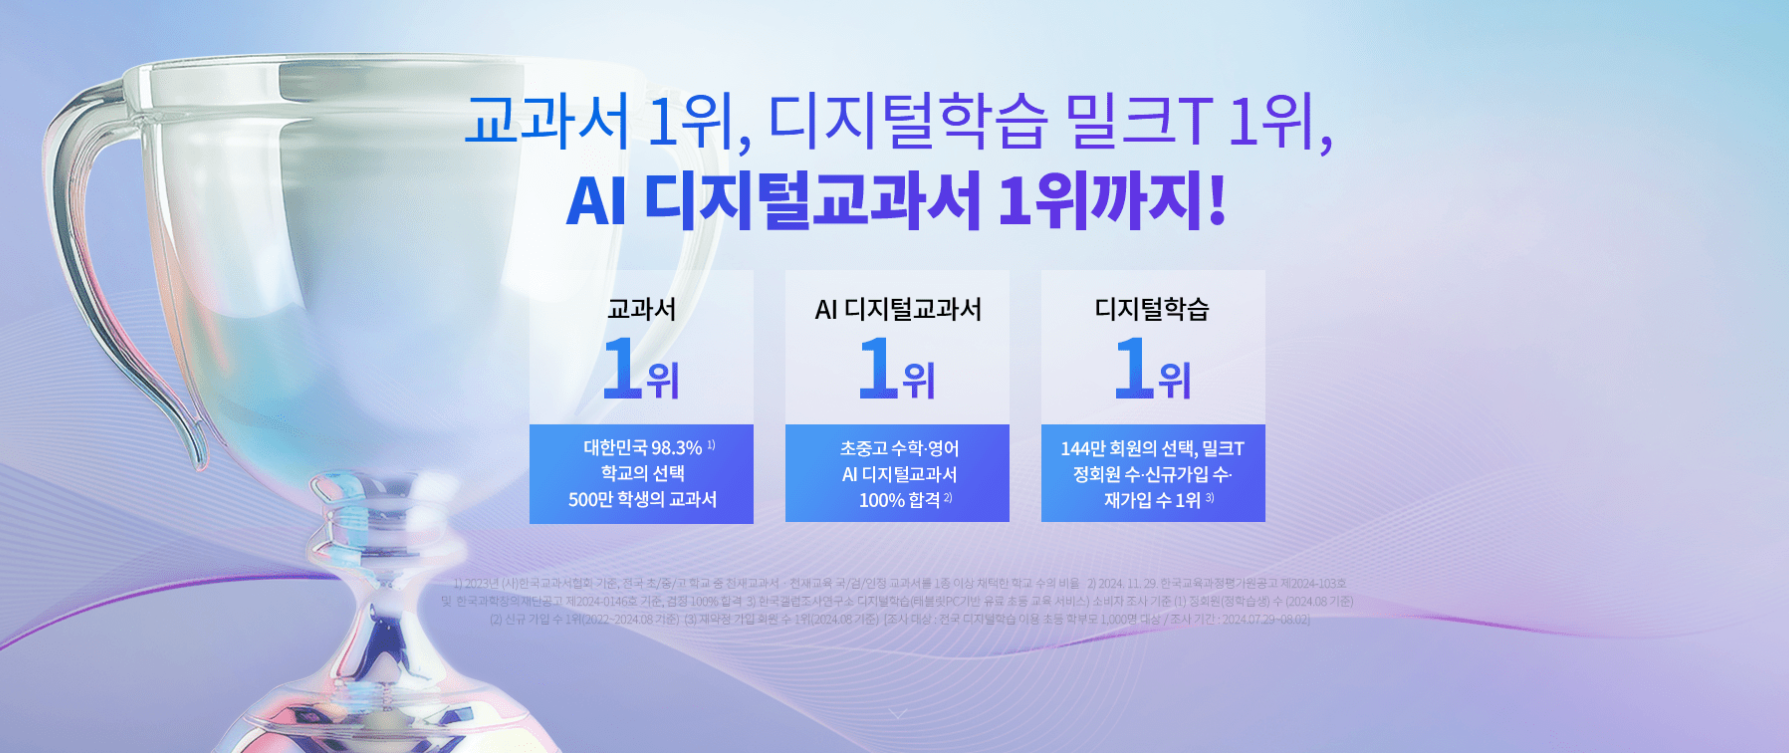 교과서 1위, 디지털학습 밀크T 1위,
AI 디지털교과서 1위까지!
교과서
1위
대한민국 98.3% 1)
학교의 선택
500만 학생의 교과서
AI 디지털교과서
1위
초중고 수학·영어
AI 디지털교과서
100% 합격 2)
디지털학습
1위
144만 회원의 선택, 밀크T
정회원 수·신규가입 수·
재가입 수 1위 3)
1) 2023년 (사)한국교과서협회 기준, 전국 초/중/고 학교 중 천재교과서·천재교육 국/검/인정 교과서를 1종 이상 채택한 학교 수의 비율 2) 2024. 11. 29. 한국교육과정평가원공고 제2024-103호
및 한국과학창의재단공고 제2024-0146호 기준, 검정 100% 합격 3) 한국갤럽조사연구소 디지털학습(태블릿PC기반 유료 초등 교육 서비스) 소비자 조사 기준 (1) 정회원(정학습생) 수 (2024.08 기준)
(2) 신규 가입 수 1위(2022~2024.08 기준) (3) 재약정 가입 회원 수 1위(2024.08 기준) [조사 대상 : 전국 디지털학습 이용 초등 학부모 1,000명 대상 / 조사 기간 : 2024.07.29~08.02]